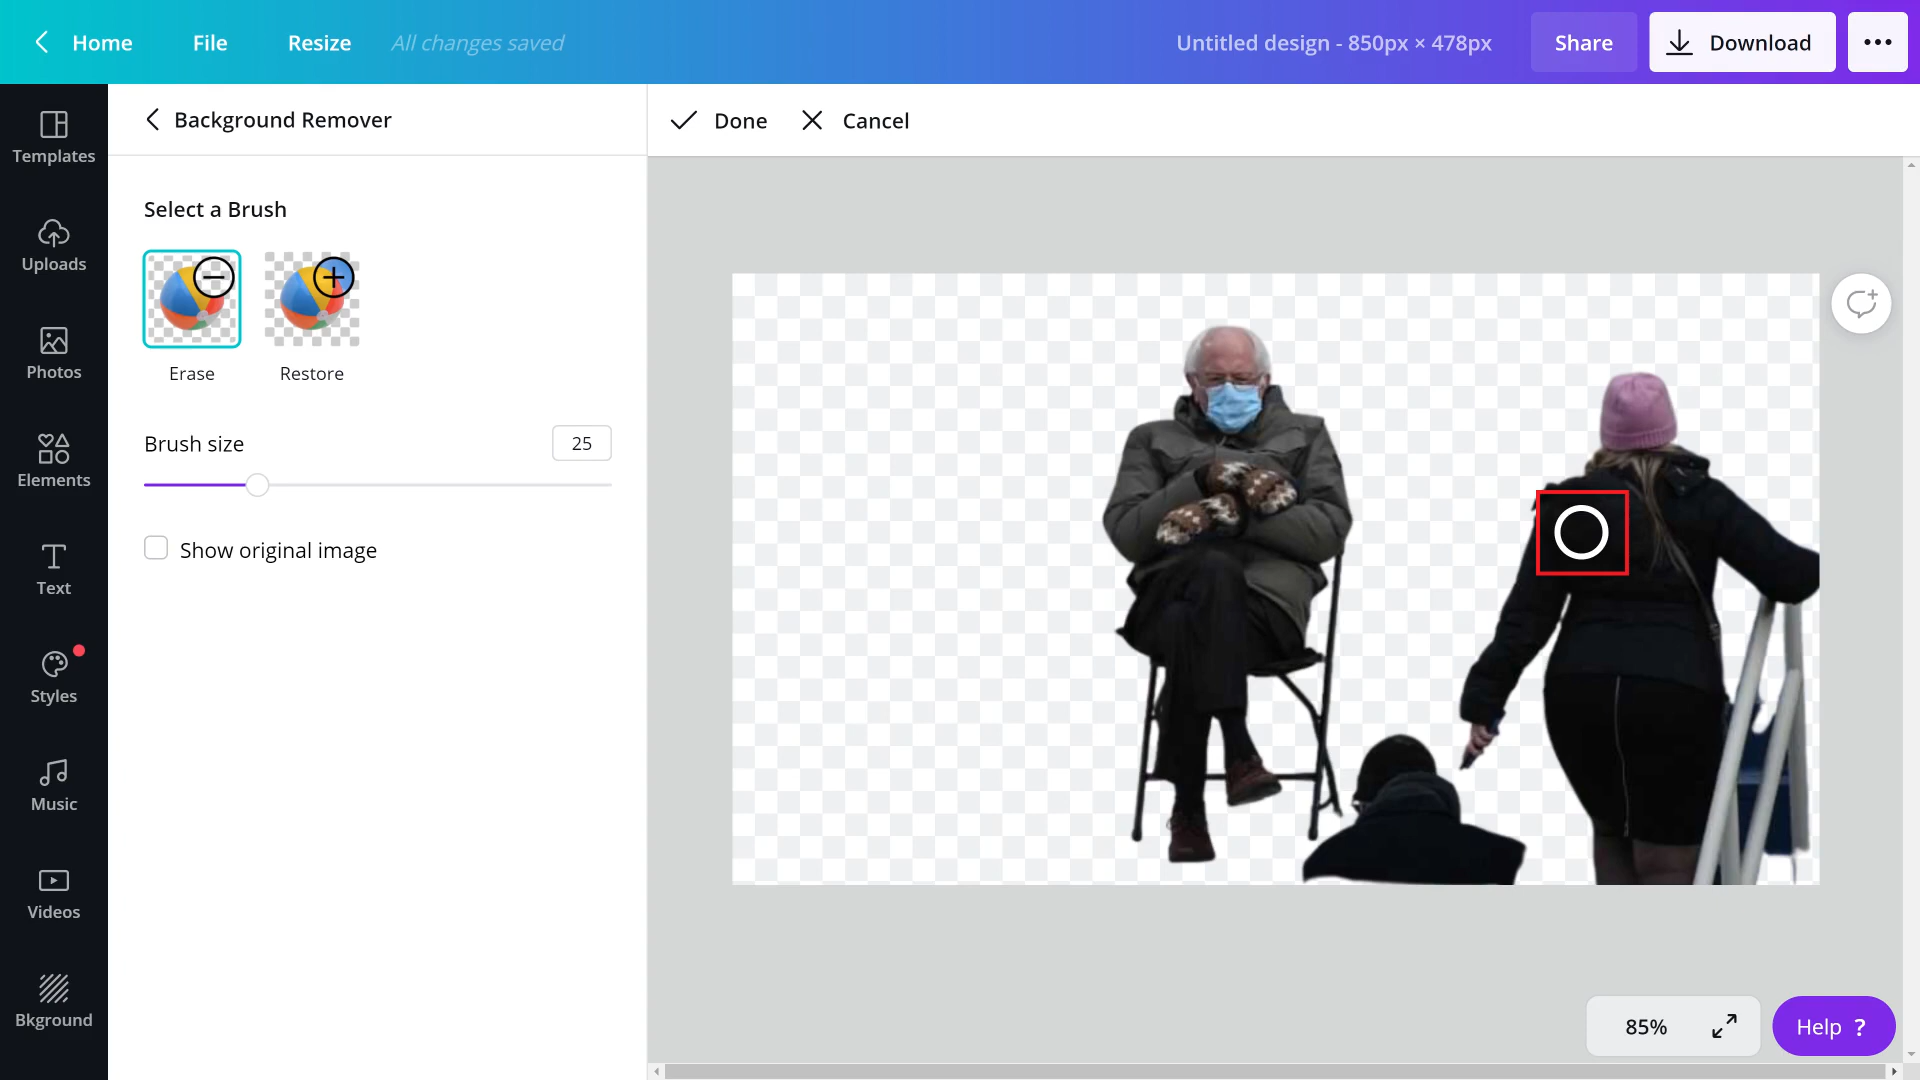 Home File Resize All changes saved Untitled design - 850px × 478px Share Download
Background Remover
Done Cancel
Templates
Uploads
Photos
Elements
Text
Styles
Music
Videos
Bkground
Select a Brush
Erase Restore
Brush size 25
Show original image
85% Help ?